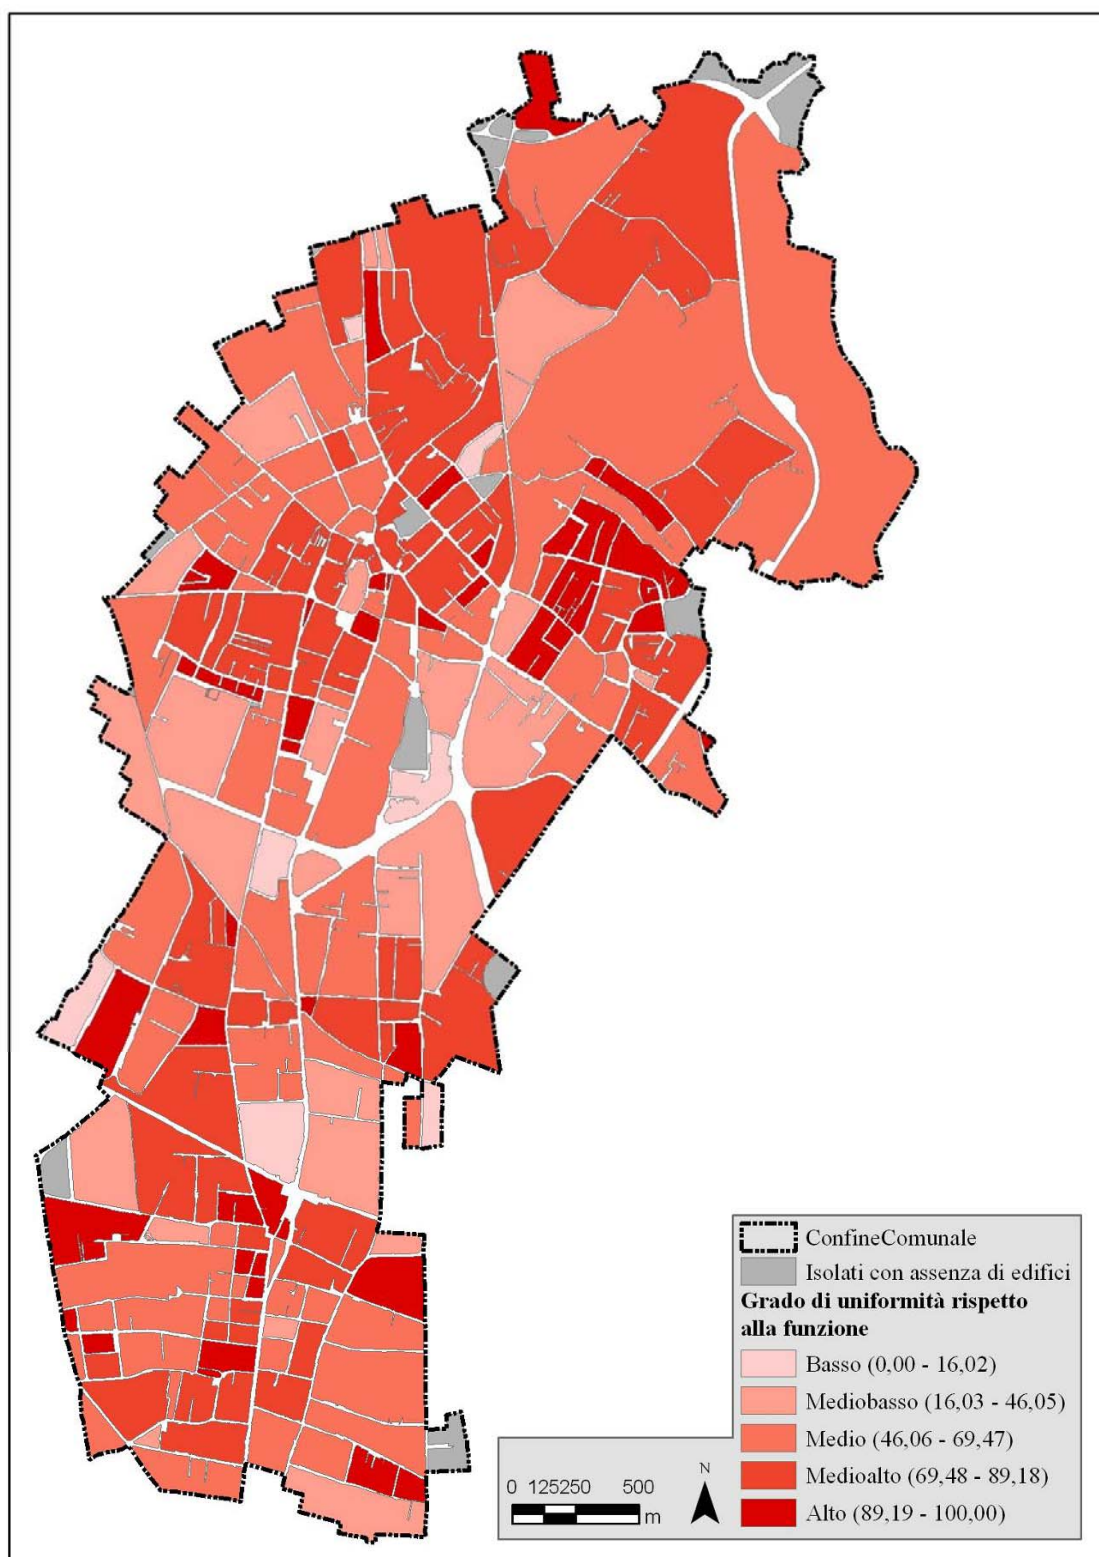 ConfineComunale
Isolati con assenza di edifici
Grado di uniformità rispetto
alla funzione
Basso (0,00 - 16,02)
Mediobasso (16,03 - 46,05)
Medio (46,06 - 69,47)
Medioalto (69,48 - 89,18)
Alto (89,19 - 100,00)
0 125250 500
m
N